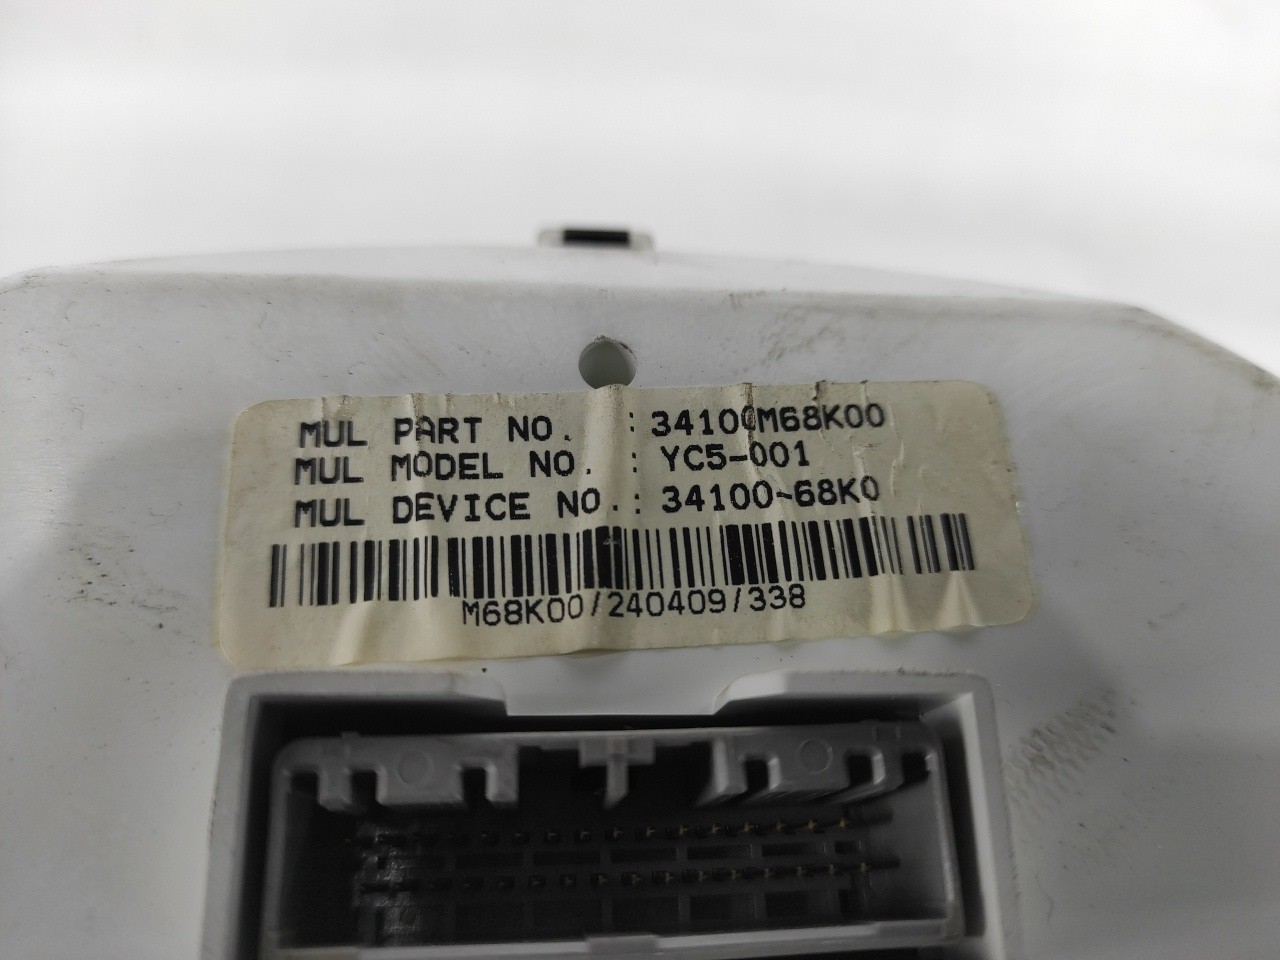 MUL PART NO. : 34100M68K00
MUL MODEL NO. : YC5-001
MUL DEVICE NO. : 34100-68K0
M68K00/240409/338